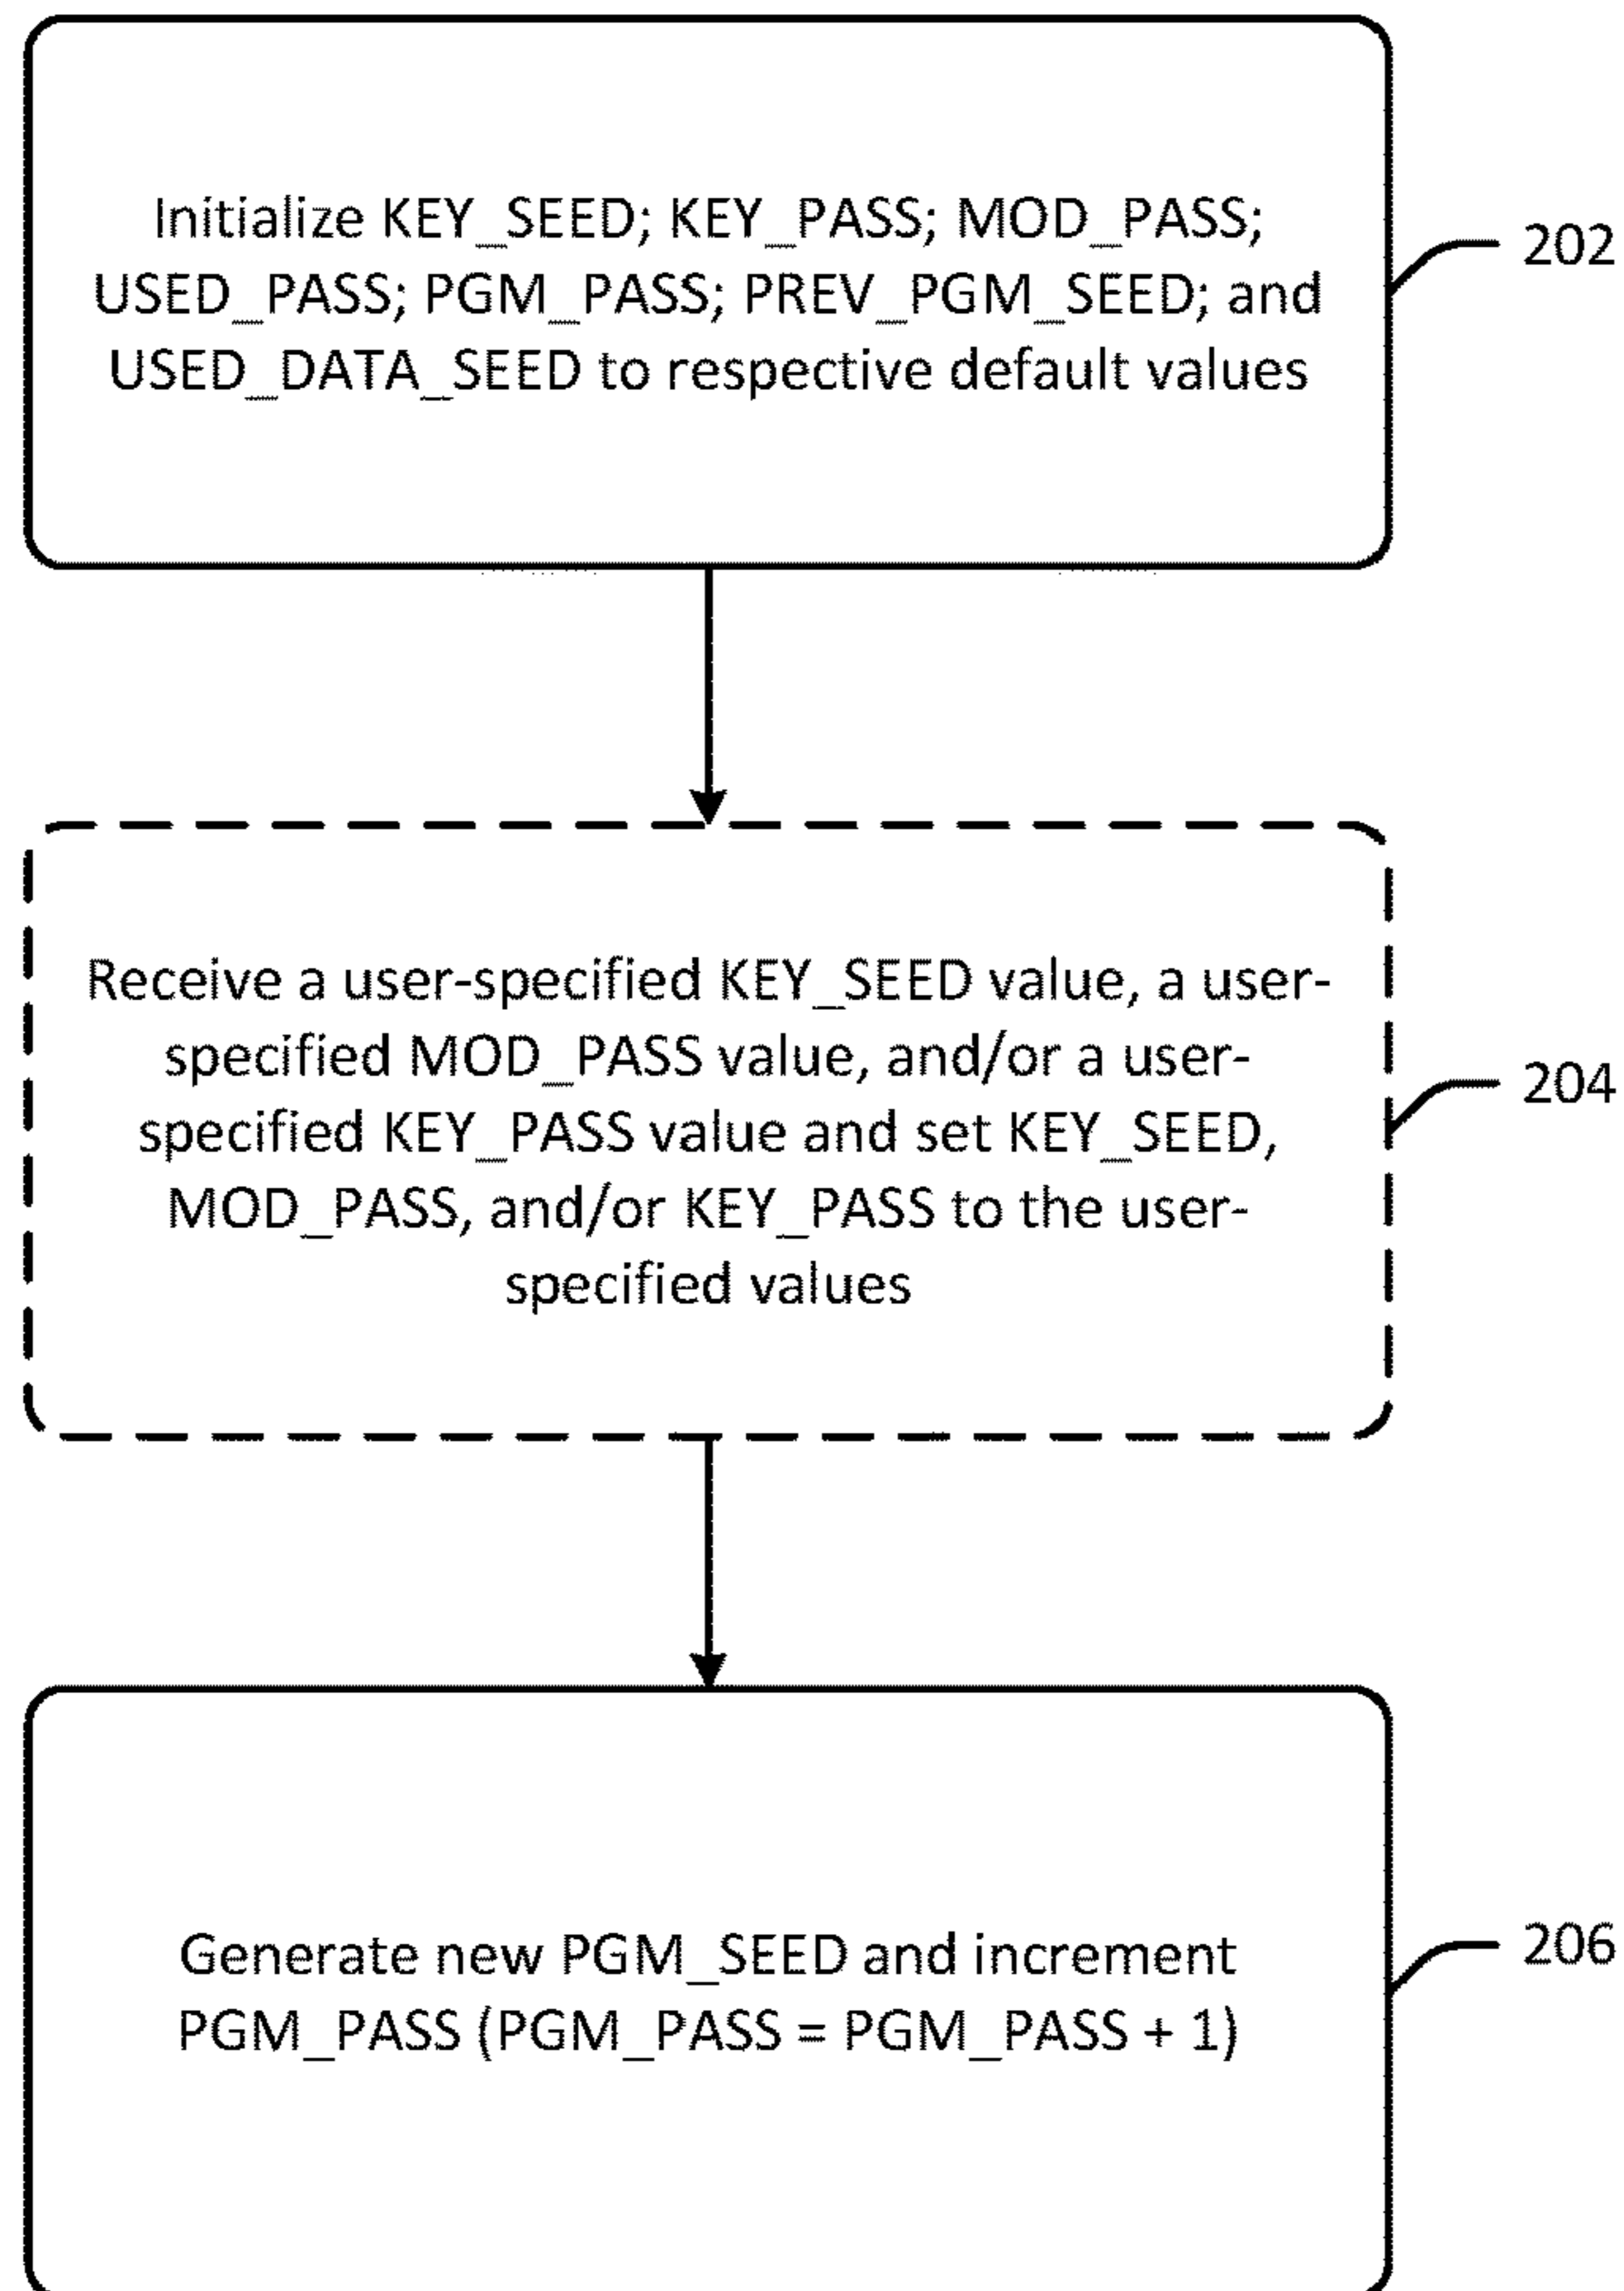 Initialize KEY_SEED; KEY_PASS; MOD_PASS;
USED_PASS; PGM_PASS; PREV_PGM_SEED; and
USED_DATA_SEED to respective default values
202
Receive a user-specified KEY_SEED value, a user-
specified MOD_PASS value, and/or a user-
specified KEY_PASS value and set KEY_SEED,
MOD_PASS, and/or KEY_PASS to the user-
specified values
204
Generate new PGM_SEED and increment
PGM_PASS (PGM_PASS = PGM_PASS + 1)
206